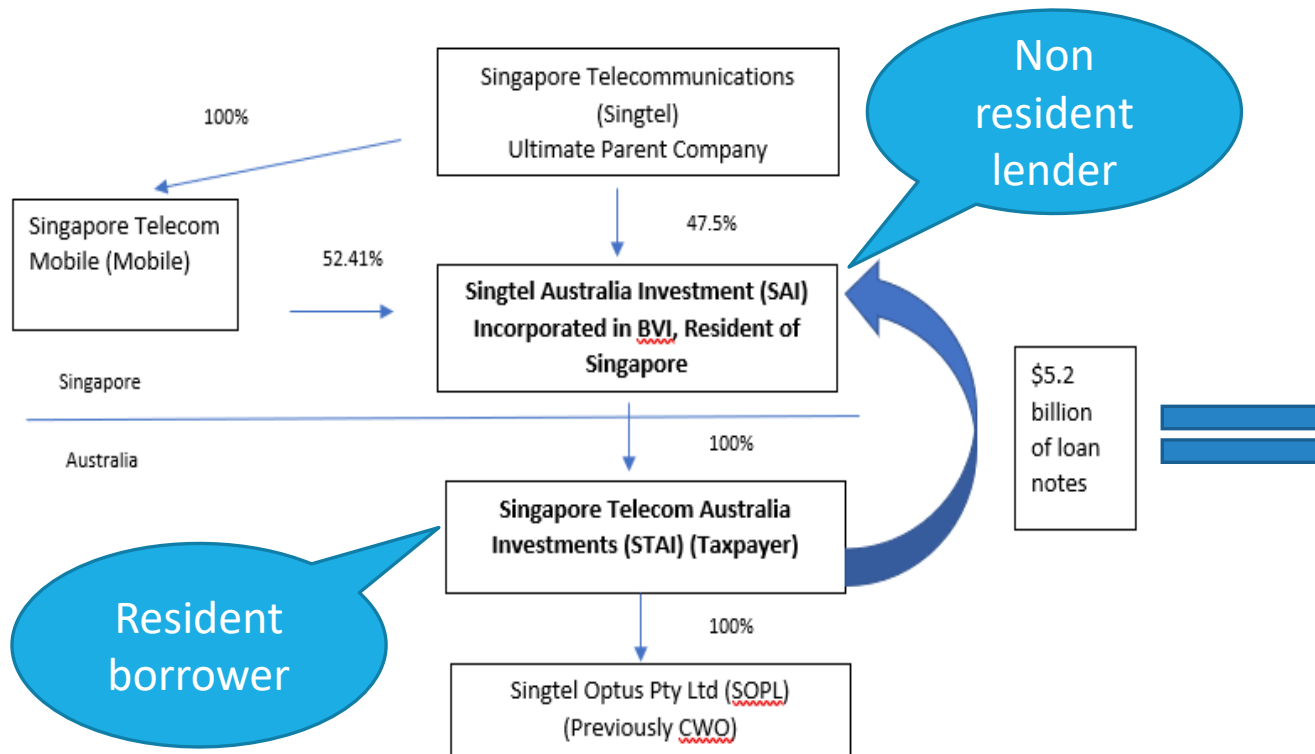 Singapore Telecommunications
(Singtel)
Ultimate Parent Company
Non
resident
lender
100%
Singapore Telecom
Mobile (Mobile)
47.5%
52.41%
Singtel Australia Investment (SAI)
Incorporated in BVI, Resident of
Singapore
Singapore
Australia
$5.2
billion
of loan
notes
100%
Singapore Telecom Australia
Investments (STAI) (Taxpayer)
Resident
borrower
100%
Singtel Optus Pty Ltd (SOPL)
(Previously CWO)